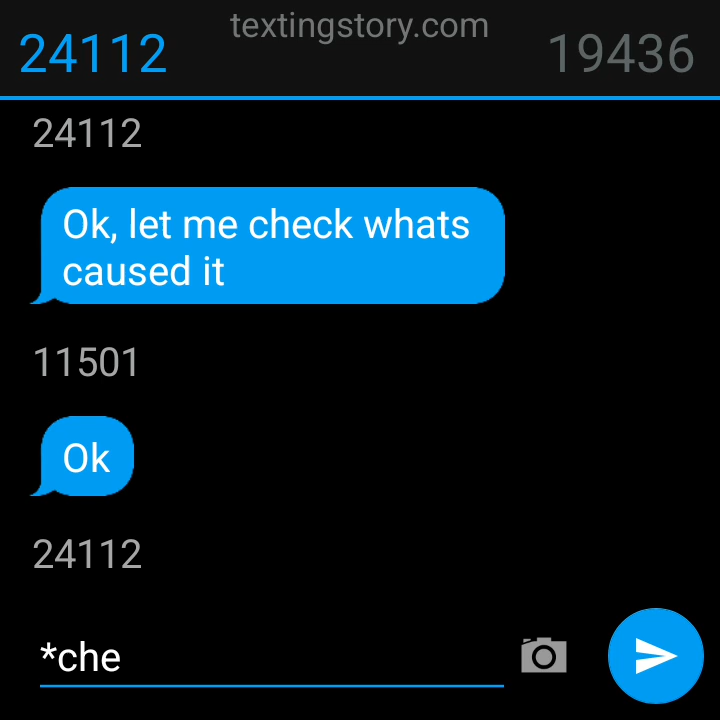 textingstory.com
24112
19436
24112
Ok, let me check whats
caused it
11501
Ok
24112
*che